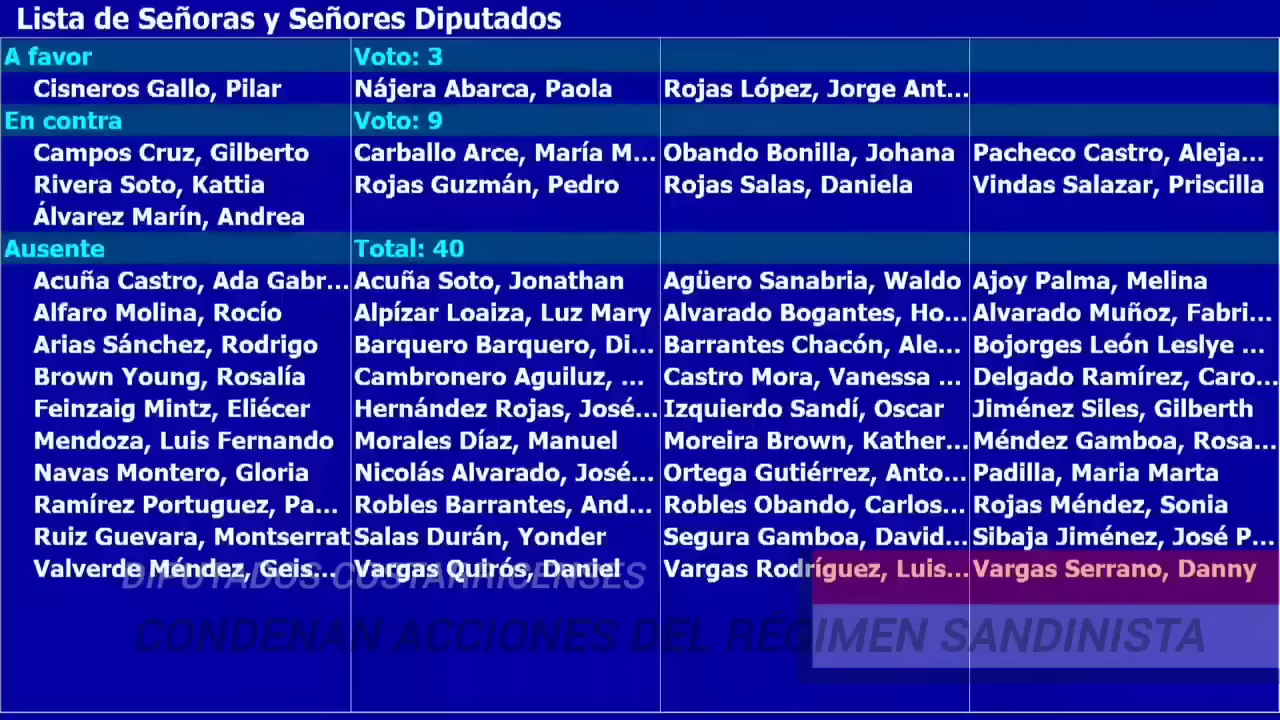 Lista de Señoras y Señores Diputados
A favor Voto: 3
Cisneros Gallo, Pilar Nájera Abarca, Paola Rojas López, Jorge Ant...
En contra Voto: 9
Campos Cruz, Gilberto Carballo Arce, María M... Obando Bonilla, Johana Pacheco Castro, Aleja...
Rivera Soto, Kattia Rojas Guzmán, Pedro Rojas Salas, Daniela Vindas Salazar, Priscilla
Álvarez Marín, Andrea
Ausente Total: 40
Acuña Castro, Ada Gabr... Acuña Soto, Jonathan Agüero Sanabria, Waldo Ajoy Palma, Melina
Alfaro Molina, Rocío Alpízar Loaiza, Luz Mary Alvarado Bogantes, Ho... Alvarado Muñoz, Fabri...
Arias Sánchez, Rodrigo Barquero Barquero, Di... Barrantes Chacón, Ale... Bojorges León Leslye ...
Brown Young, Rosalía Cambronero Aguiluz, ... Castro Mora, Vanessa ... Delgado Ramírez, Caro...
Feinzaig Mintz, Eliécer Hernández Rojas, José... Izquierdo Sandí, Oscar Jiménez Siles, Gilberth
Mendoza, Luis Fernando Morales Díaz, Manuel Moreira Brown, Kather... Méndez Gamboa, Rosa...
Navas Montero, Gloria Nicolás Alvarado, José... Ortega Gutiérrez, Anto... Padilla, Maria Marta
Ramírez Portuguez, Pa... Robles Barrantes, And... Robles Obando, Carlos... Rojas Méndez, Sonia
Ruiz Guevara, Montserrat Salas Durán, Yonder Segura Gamboa, David... Sibaja Jiménez, José P...
Valverde Méndez, Geis... Vargas Quirós, Daniel Vargas Rodríguez, Luis... Vargas Serrano, Danny
DIPUTADOS COSTARRICENSES
CONDENAN ACCIONES DEL RÉGIMEN SANDINISTA